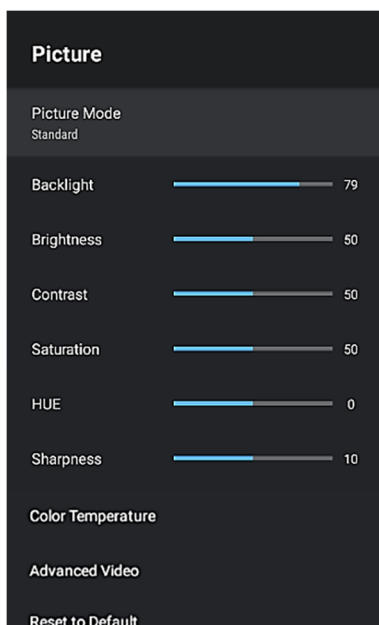 Picture
Picture Mode
Standard
Backlight 79
Brightness 50
Contrast 50
Saturation 50
HUE 0
Sharpness 10
Color Temperature
Advanced Video
Reset to Default